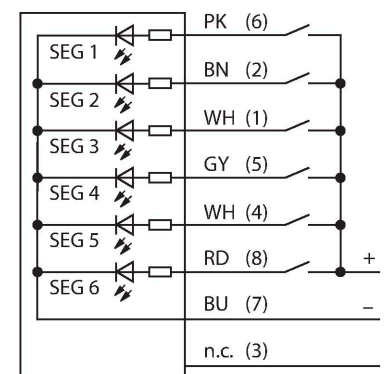 PK (6)
SEG 1
BN (2)
SEG 2
WH (1)
SEG 3
GY (5)
SEG 4
WH (4)
SEG 5
RD (8)
+
SEG 6
BU (7)
–
n.c. (3)